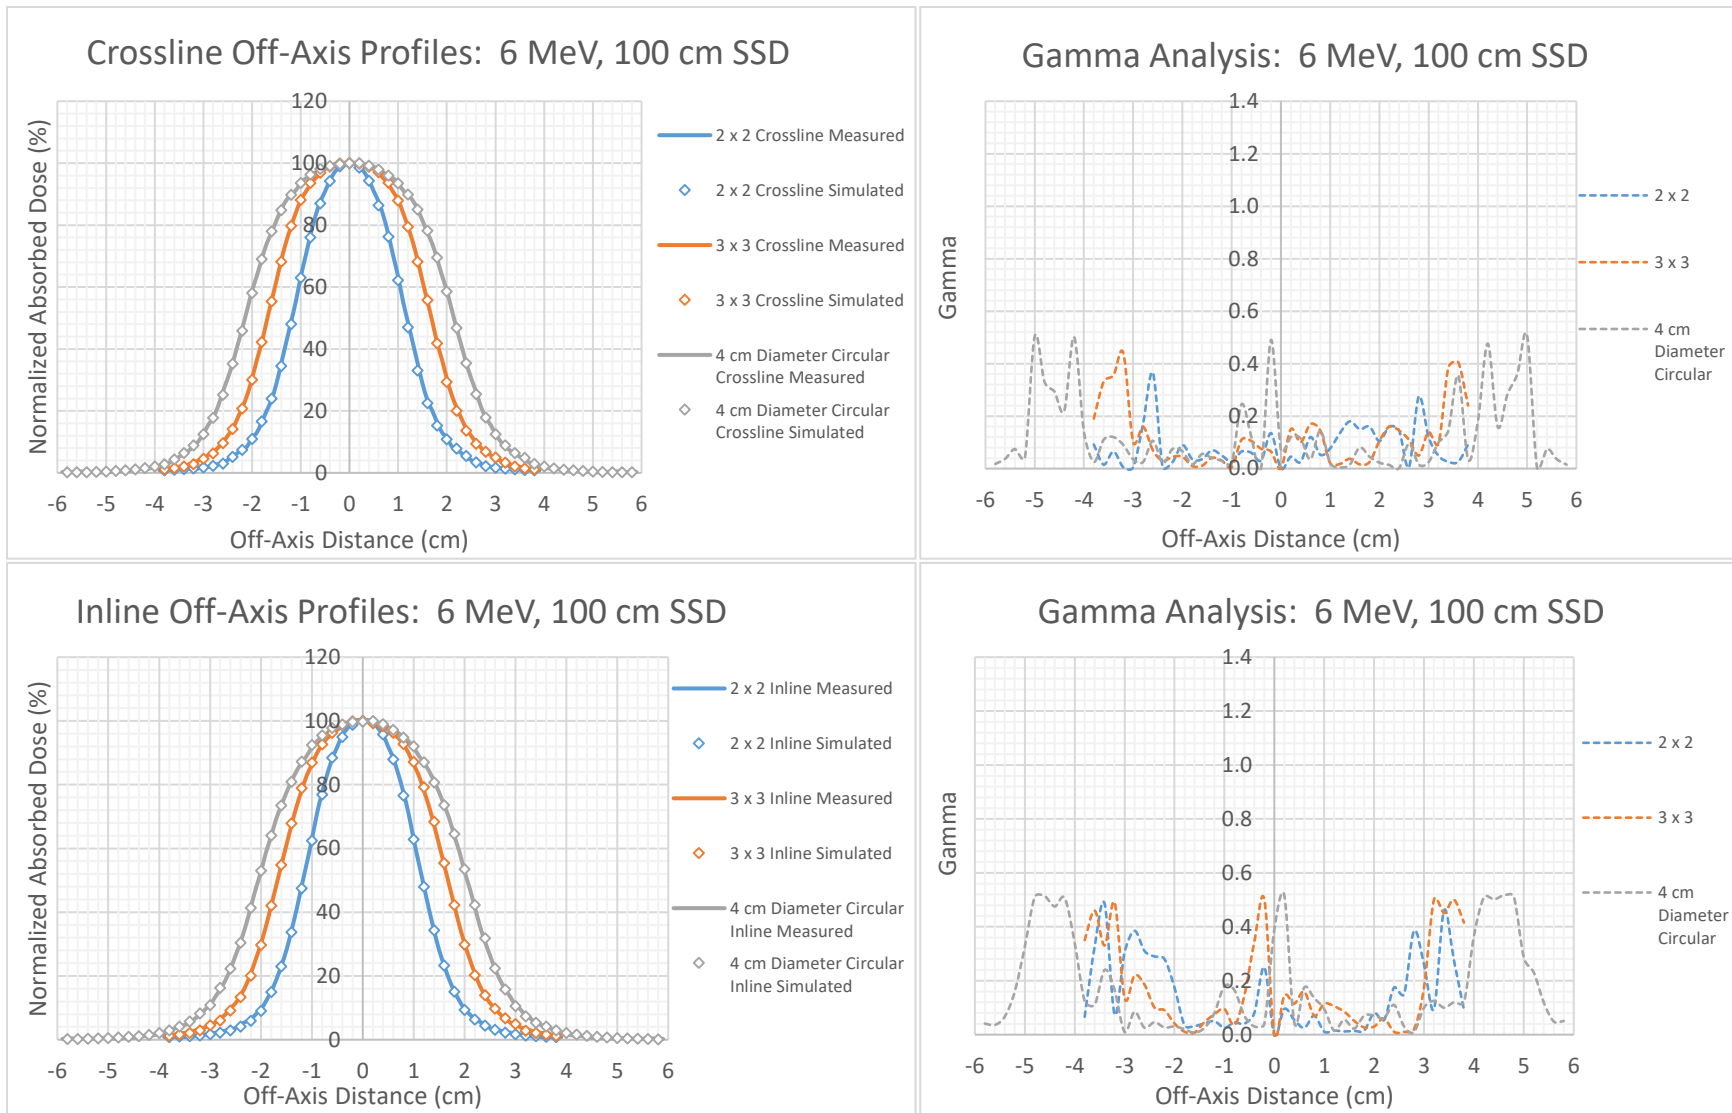 Crossline Off-Axis Profiles:  6 MeV, 100 cm SSD
Normalized Absorbed Dose (%)
120
100
80
60
40
20
0
-6 -5 -4 -3 -2 -1 0 1 2 3 4 5 6
Off-Axis Distance (cm)
2 x 2 Crossline Measured
2 x 2 Crossline Simulated
3 x 3 Crossline Measured
3 x 3 Crossline Simulated
4 cm Diameter Circular
Crossline Measured
4 cm Diameter Circular
Crossline Simulated
Gamma Analysis:  6 MeV, 100 cm SSD
Gamma
1.4
1.2
1.0
0.8
0.6
0.4
0.2
0.0
-6 -5 -4 -3 -2 -1 0 1 2 3 4 5 6
Off-Axis Distance (cm)
2 x 2
3 x 3
4 cm
Diameter
Circular
Inline Off-Axis Profiles:  6 MeV, 100 cm SSD
Normalized Absorbed Dose (%)
120
100
80
60
40
20
0
-6 -5 -4 -3 -2 -1 0 1 2 3 4 5 6
Off-Axis Distance (cm)
2 x 2 Inline Measured
2 x 2 Inline Simulated
3 x 3 Inline Measured
3 x 3 Inline Simulated
4 cm Diameter Circular
Inline Measured
4 cm Diameter Circular
Inline Simulated
Gamma Analysis:  6 MeV, 100 cm SSD
Gamma
1.4
1.2
1.0
0.8
0.6
0.4
0.2
0.0
-6 -5 -4 -3 -2 -1 0 1 2 3 4 5 6
Off-Axis Distance (cm)
2 x 2
3 x 3
4 cm
Diameter
Circular